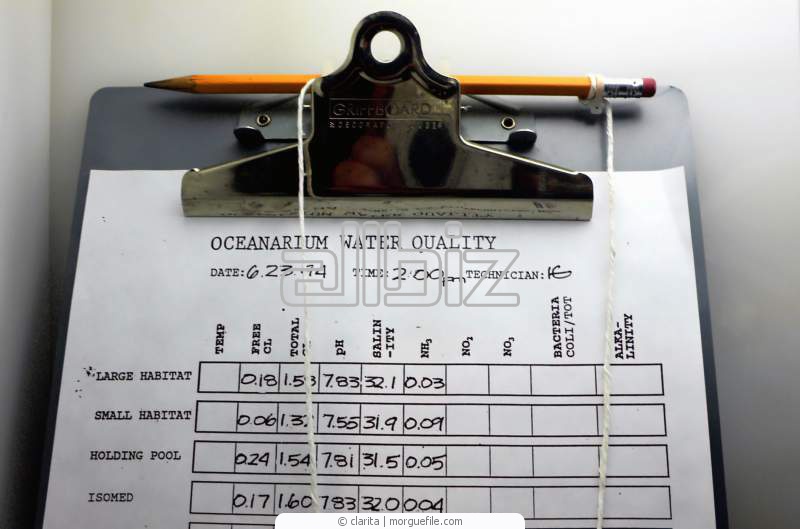 GRIPPBOARD
OCEANARIUM WATER QUALITY
DATE: 6.23.94 TIME: 2:00pm TECHNICIAN:
TEMP FREE CL TOTAL pH SALIN-ITY NH3 NO2 NO3 BACTERIA COLI/TOT ALKA-LINITY
LARGE HABITAT 0.18 1.58 7.83 32.1 0.03
SMALL HABITAT 0.06 1.32 7.55 31.9 0.09
HOLDING POOL 0.24 1.54 7.81 31.5 0.05
ISOMED 0.17 1.60 7.83 32.0 0.04
allbiz
© clarita | morguefile.com